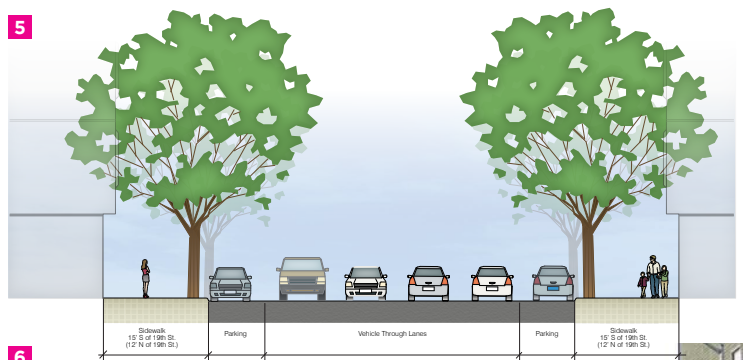 5
Sidewalk
15' S of 19th St.
(12' N of 19th St.)
Parking
Vehicle Through Lanes
Parking
Sidewalk
15' S of 19th St.
(12' N of 19th St.)
6